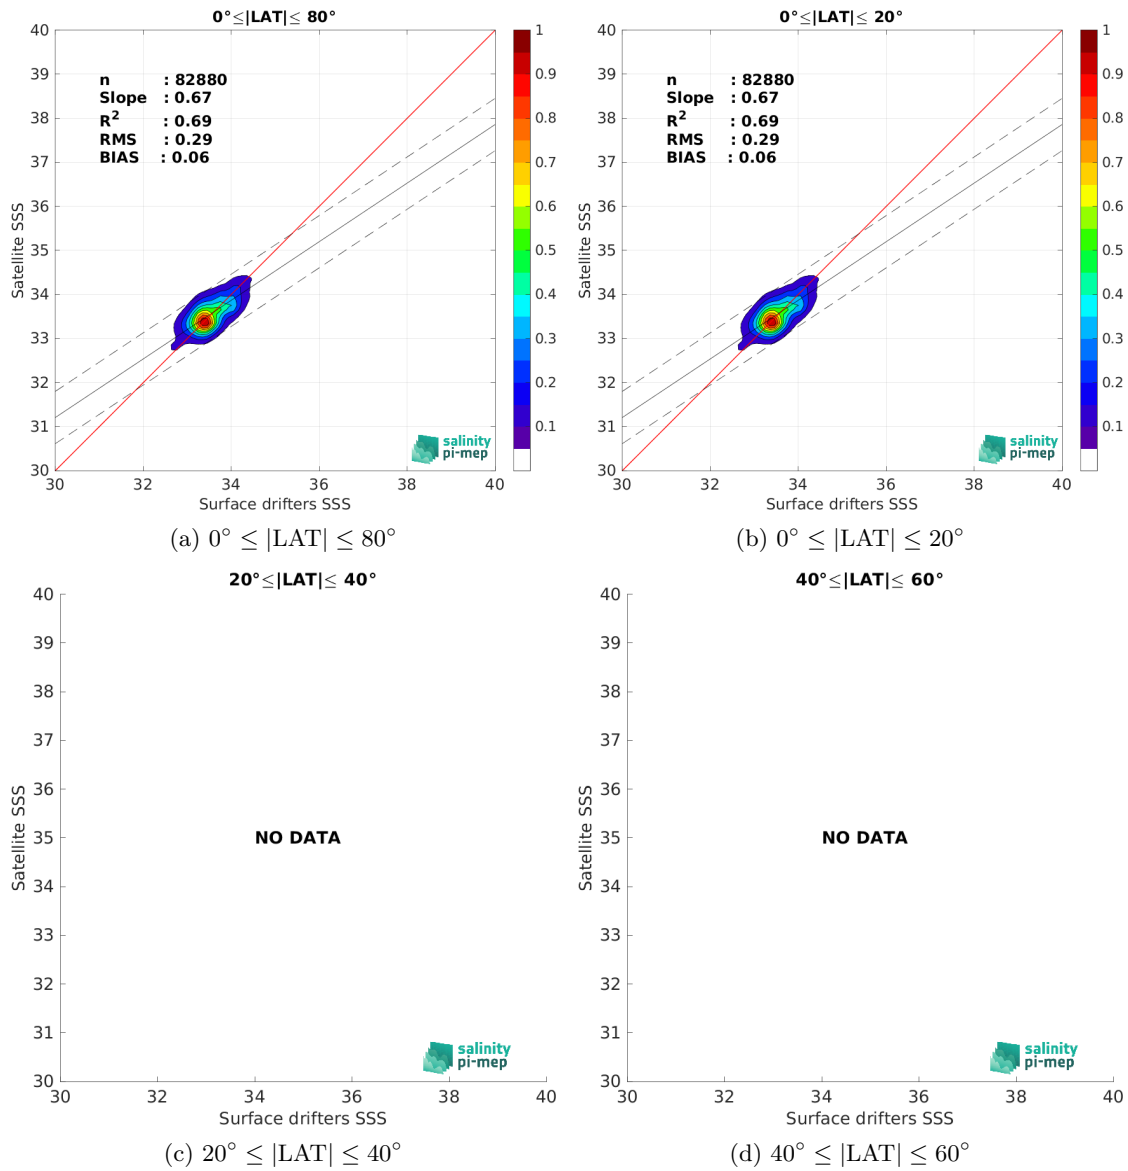 0°≤|LAT|≤ 80°
40
39
38
37
36
35
34
33
32
31
30
30 32 34 36 38 40
Satellite SSS
Surface drifters SSS
n : 82880
Slope : 0.67
R² : 0.69
RMS : 0.29
BIAS : 0.06
1
0.9
0.8
0.7
0.6
0.5
0.4
0.3
0.2
0.1
salinity
pi-mep
(a) 0° ≤ |LAT| ≤ 80°
0°≤|LAT|≤ 20°
40
39
38
37
36
35
34
33
32
31
30
30 32 34 36 38 40
Satellite SSS
Surface drifters SSS
n : 82880
Slope : 0.67
R² : 0.69
RMS : 0.29
BIAS : 0.06
1
0.9
0.8
0.7
0.6
0.5
0.4
0.3
0.2
0.1
salinity
pi-mep
(b) 0° ≤ |LAT| ≤ 20°
20°≤|LAT|≤ 40°
40
39
38
37
36
35
34
33
32
31
30
30 32 34 36 38 40
Satellite SSS
Surface drifters SSS
NO DATA
salinity
pi-mep
(c) 20° ≤ |LAT| ≤ 40°
40°≤|LAT|≤ 60°
40
39
38
37
36
35
34
33
32
31
30
30 32 34 36 38 40
Satellite SSS
Surface drifters SSS
NO DATA
salinity
pi-mep
(d) 40° ≤ |LAT| ≤ 60°